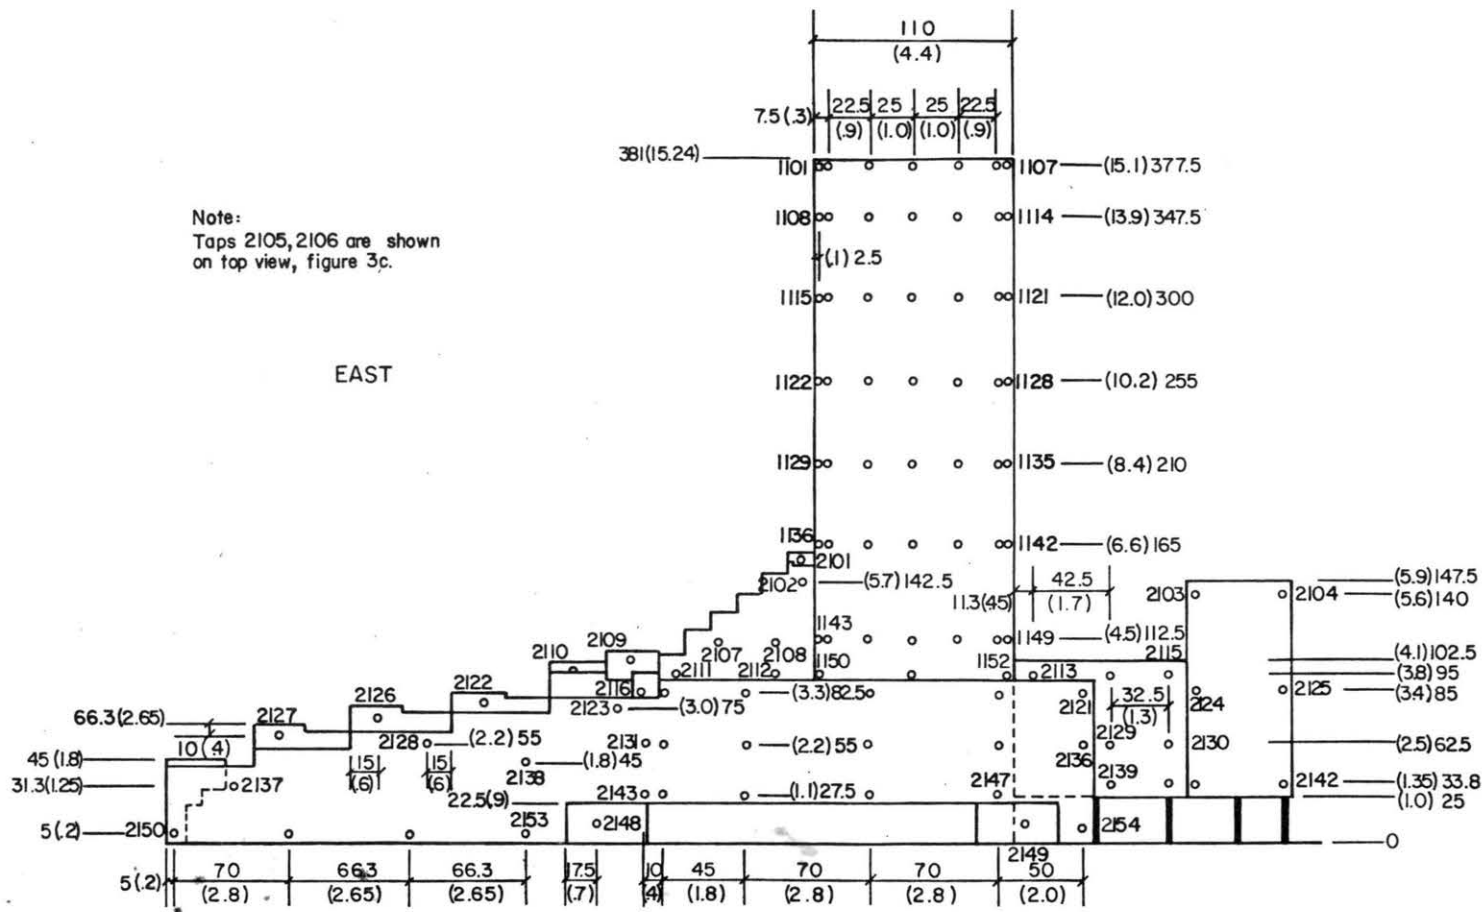 110
(4.4)
22.5 25 25 22.5
7.5(.3)
(.9) (1.0) (1.0) (.9)
381(15.24)
1101 1107 (15.1) 377.5
Note:
Taps 2105, 2106 are shown
on top view, figure 3c.
1108 1114 (13.9) 347.5
(.1) 2.5
1115 1121 (12.0) 300
EAST
1122 1128 (10.2) 255
1129 1135 (8.4) 210
1136 1142 (6.6) 165
2101
2102 (5.7) 142.5
42.5
(1.7)
11.3(45)
2103 2104
(5.9) 147.5
(5.6) 140
1143 1149 (4.5) 112.5
2109 2107 2108 1150 1152 2115
(4.1) 102.5
2110 2111 2112 2113
(3.8) 95
2126 2122 2116 (3.3) 82.5 2121 32.5 2124 2125
(1.3)
(3.4) 85
2123 (3.0) 75
66.3(2.65)
2127
10(.4)
2128 (2.2) 55 2131 (2.2) 55 2136 2129 2130
(2.5) 62.5
45(1.8)
15 15
(.6) (.6)
2138 (1.8) 45
31.3(1.25)
2137
2143 (1.1) 27.5 2147 2139 2142
(1.35) 33.8
(1.0) 25
22.5(.9)
5(.2) 2150 2153 2148 2154
0
2149
5(.2)
70 66.3 66.3 17.5 10 45 70 70 50
(2.8) (2.65) (2.65) (.7) (.4) (1.8) (2.8) (2.8) (2.0)